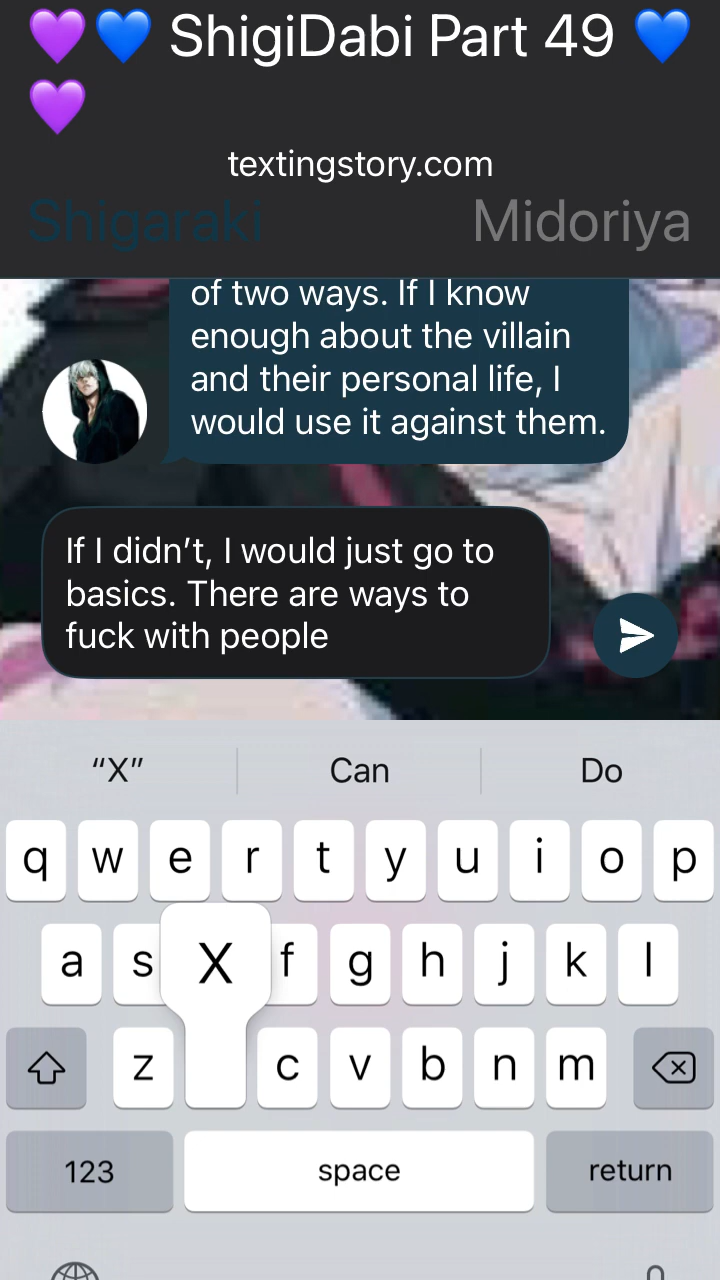 💜💙 ShigiDabi Part 49 💙
💜
textingstory.com
Shigaraki Midoriya
of two ways. If I know
enough about the villain
and their personal life, I
would use it against them.
If I didn’t, I would just go to
basics. There are ways to
fuck with people
“X” Can Do
q w e r t y u i o p
a s X f g h j k l
z c v b n m
123 space return